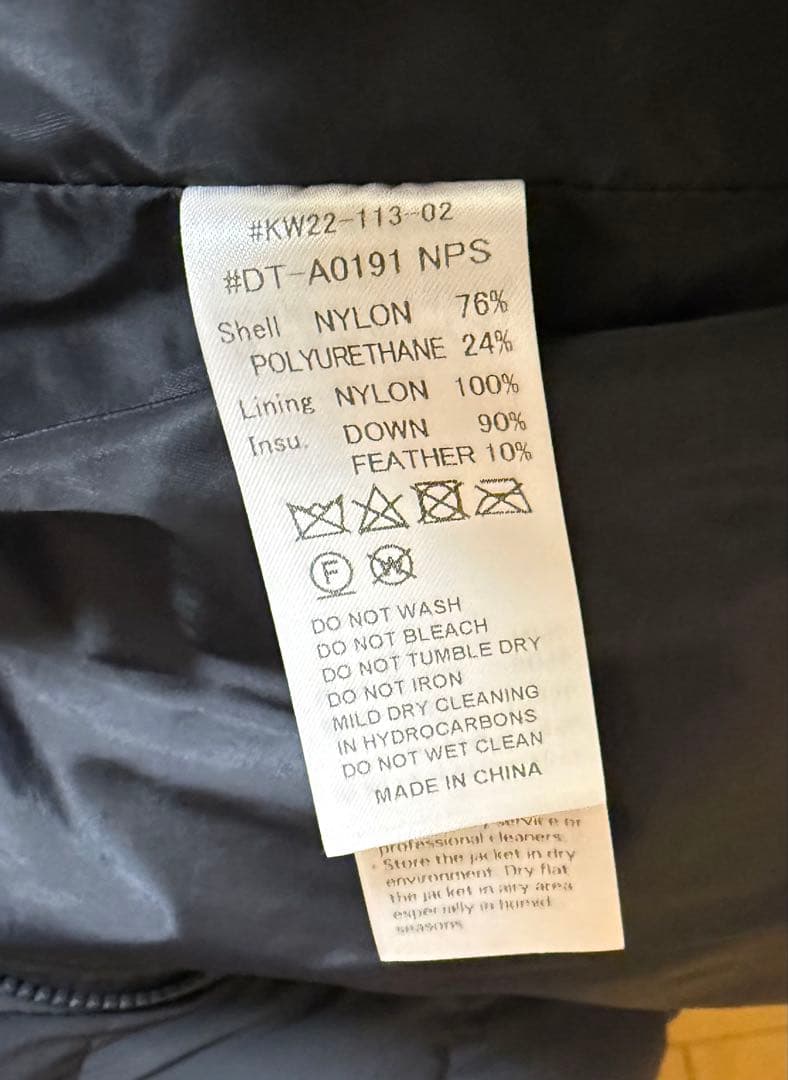 #KW22-113-02
#DT-A0191 NPS
Shell NYLON 76%
POLYURETHANE 24%
Lining NYLON 100%
Insu. DOWN 90%
FEATHER 10%
F W
DO NOT WASH
DO NOT BLEACH
DO NOT TUMBLE DRY
DO NOT IRON
MILD DRY CLEANING
IN HYDROCARBONS
DO NOT WET CLEAN
MADE IN CHINA
service or
professional cleaners.
. Store the jacket in dry
environment. Dry flat
the jacket in airy area
especially in humid
seasons